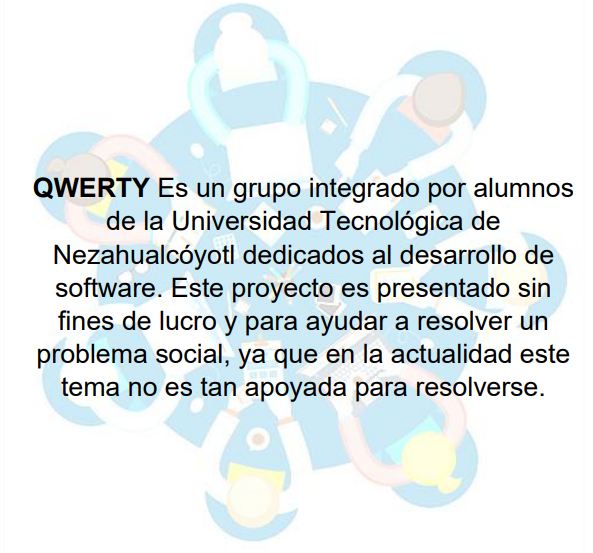 QWERTY Es un grupo integrado por alumnos
de la Universidad Tecnológica de
Nezahualcóyotl dedicados al desarrollo de
software. Este proyecto es presentado sin
fines de lucro y para ayudar a resolver un
problema social, ya que en la actualidad este
tema no es tan apoyada para resolverse.